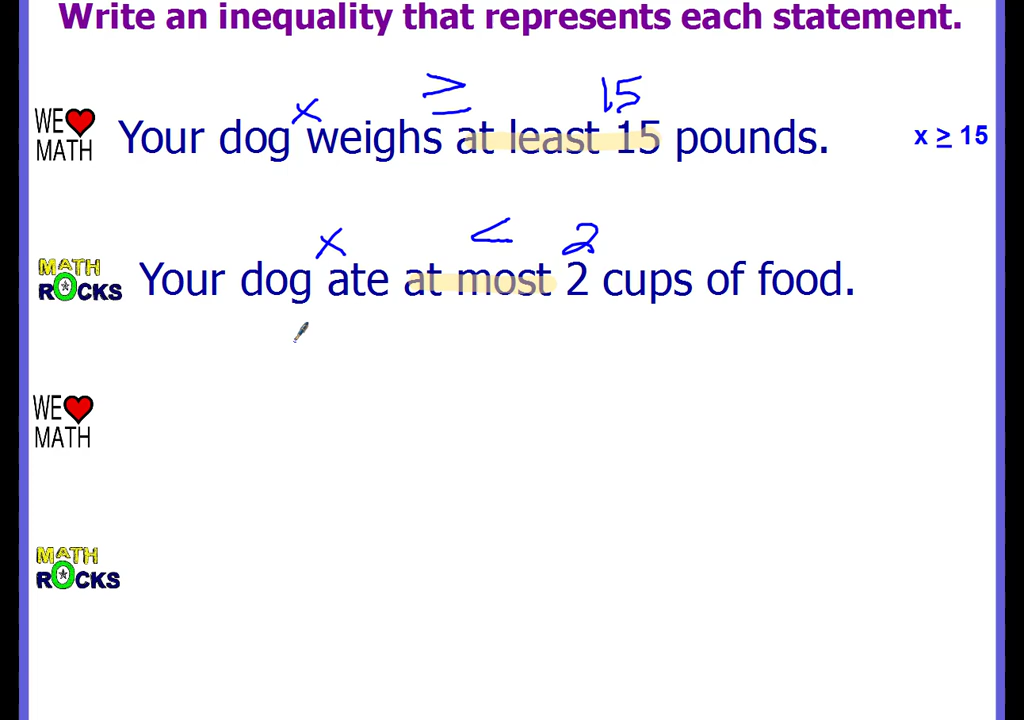 Write an inequality that represents each statement.
x ≥ 15
WE ❤ MATH
Your dog weighs at least 15 pounds.
x ≥ 15
x < 2
MATH
ROCKS
Your dog ate at most 2 cups of food.
WE ❤
MATH
MATH
ROCKS